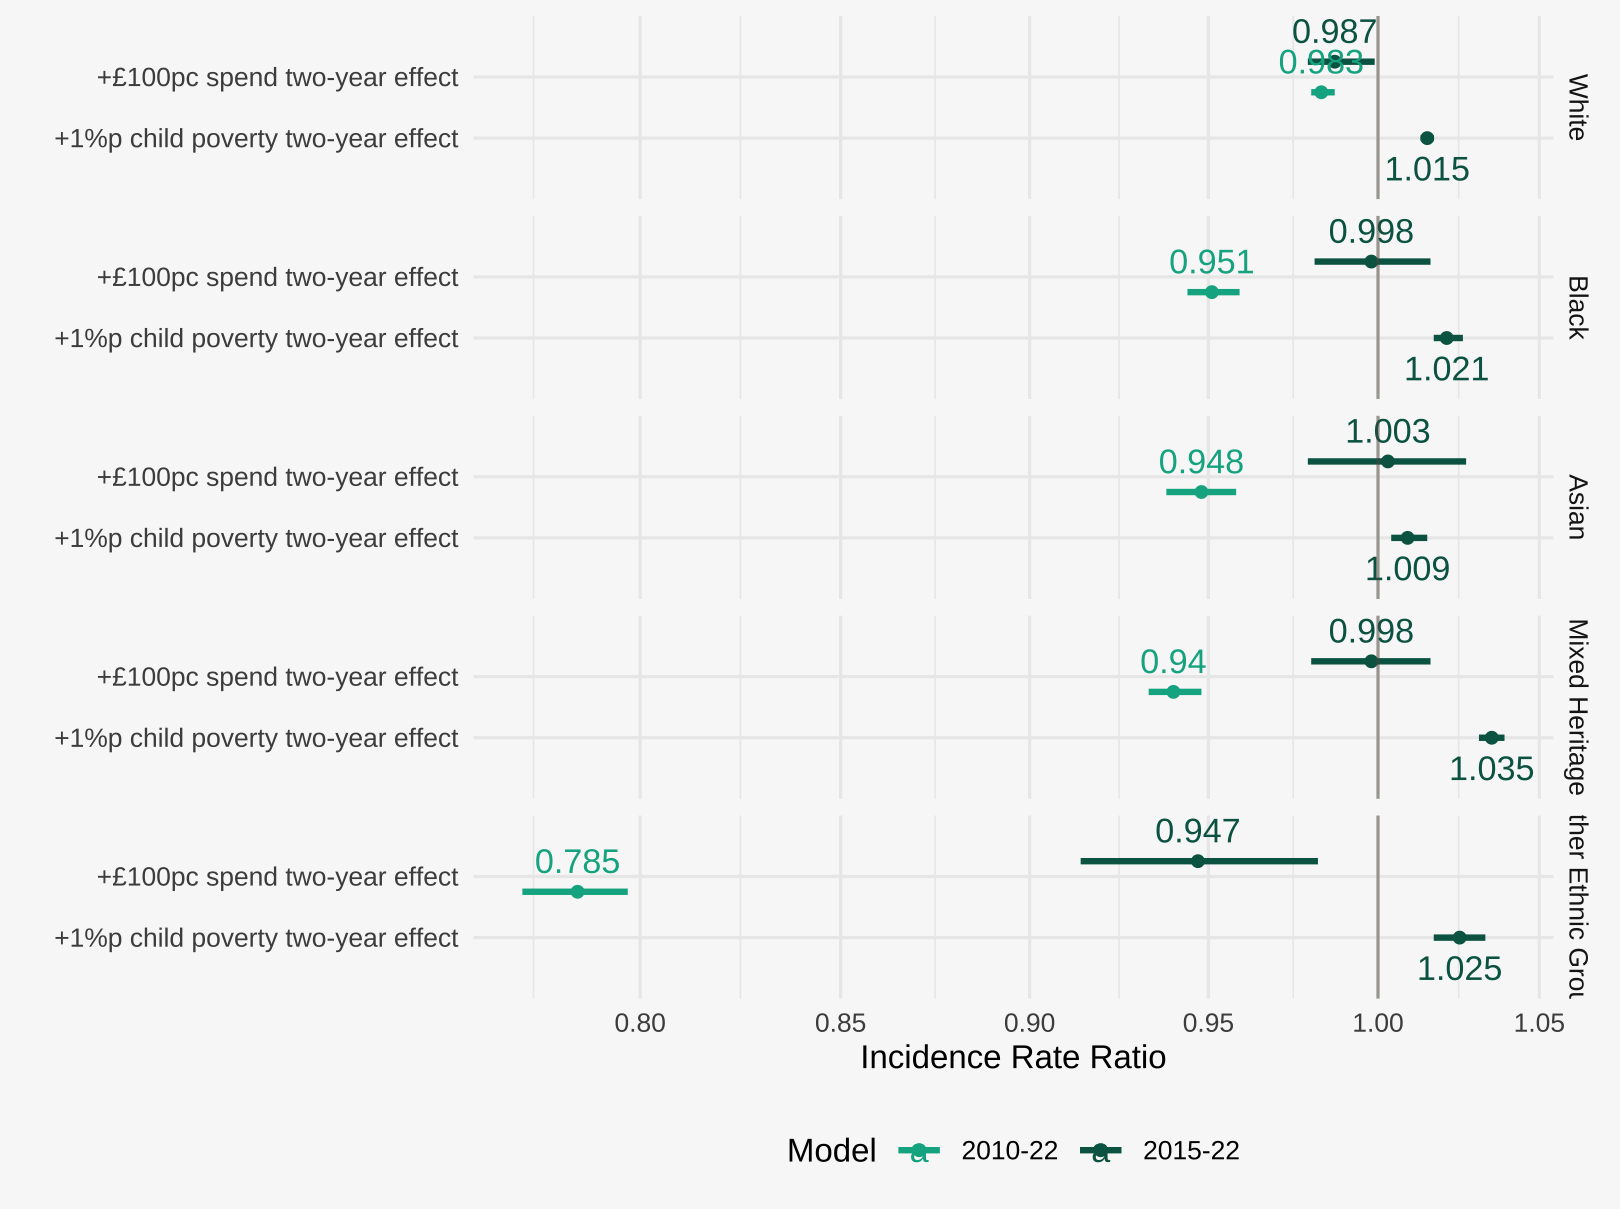 0.987
0.983
+£100pc spend two-year effect
+1%p child poverty two-year effect
1.015
White
0.998
0.951
+£100pc spend two-year effect
+1%p child poverty two-year effect
1.021
Black
1.003
0.948
+£100pc spend two-year effect
+1%p child poverty two-year effect
1.009
Asian
0.998
0.94
+£100pc spend two-year effect
+1%p child poverty two-year effect
1.035
Mixed Heritage
0.947
0.785
+£100pc spend two-year effect
+1%p child poverty two-year effect
1.025
ther Ethnic Grou
0.80 0.85 0.90 0.95 1.00 1.05
Incidence Rate Ratio
Model a 2010-22 a 2015-22